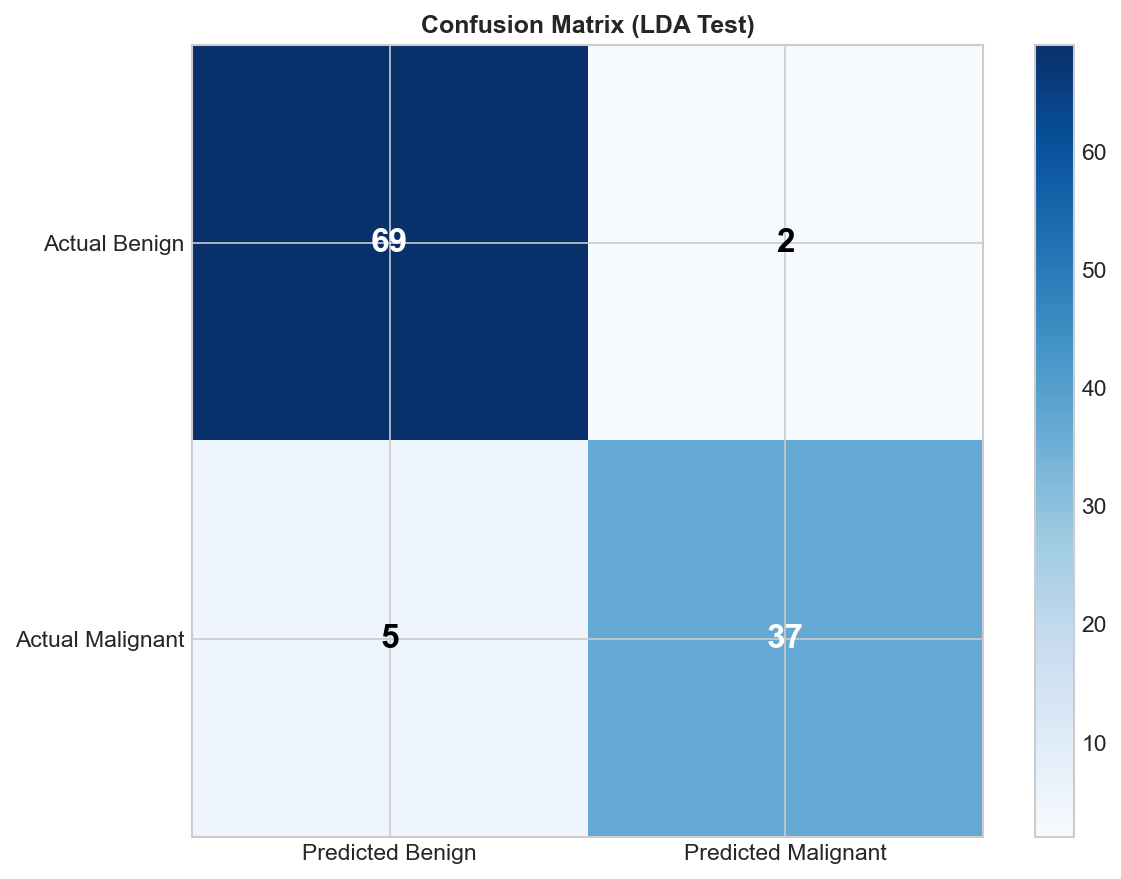 Confusion Matrix (LDA Test)
60
Actual Benign
69
2
50
40
30
20
Actual Malignant
5
37
10
Predicted Benign
Predicted Malignant